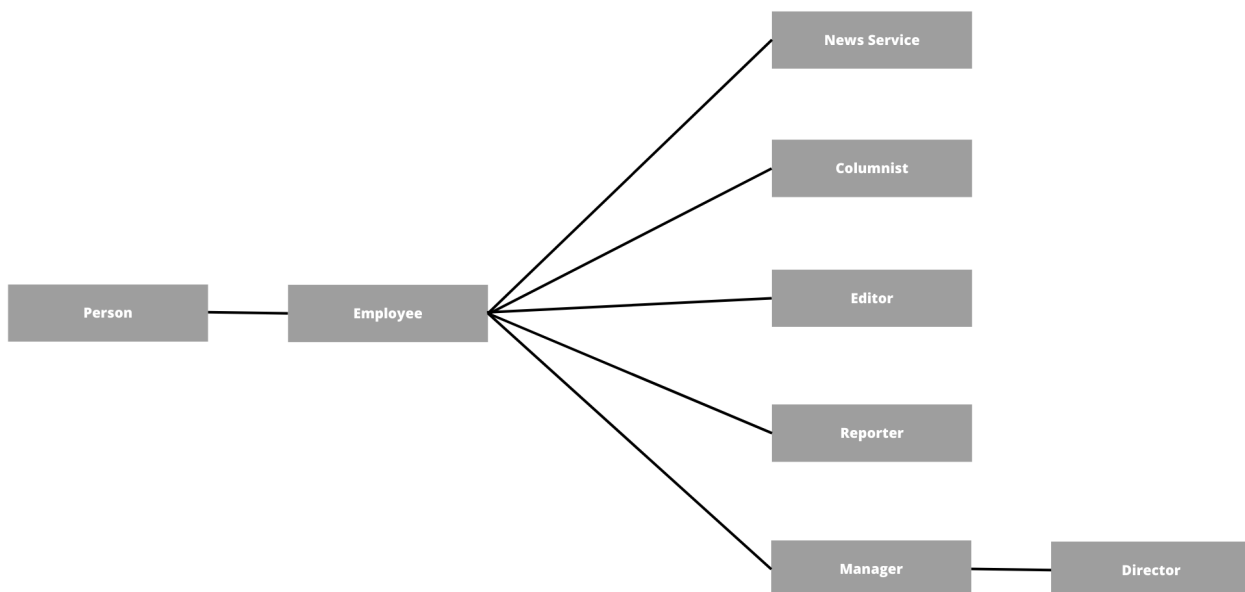 News Service
Columnist
Person
Employee
Editor
Reporter
Manager
Director